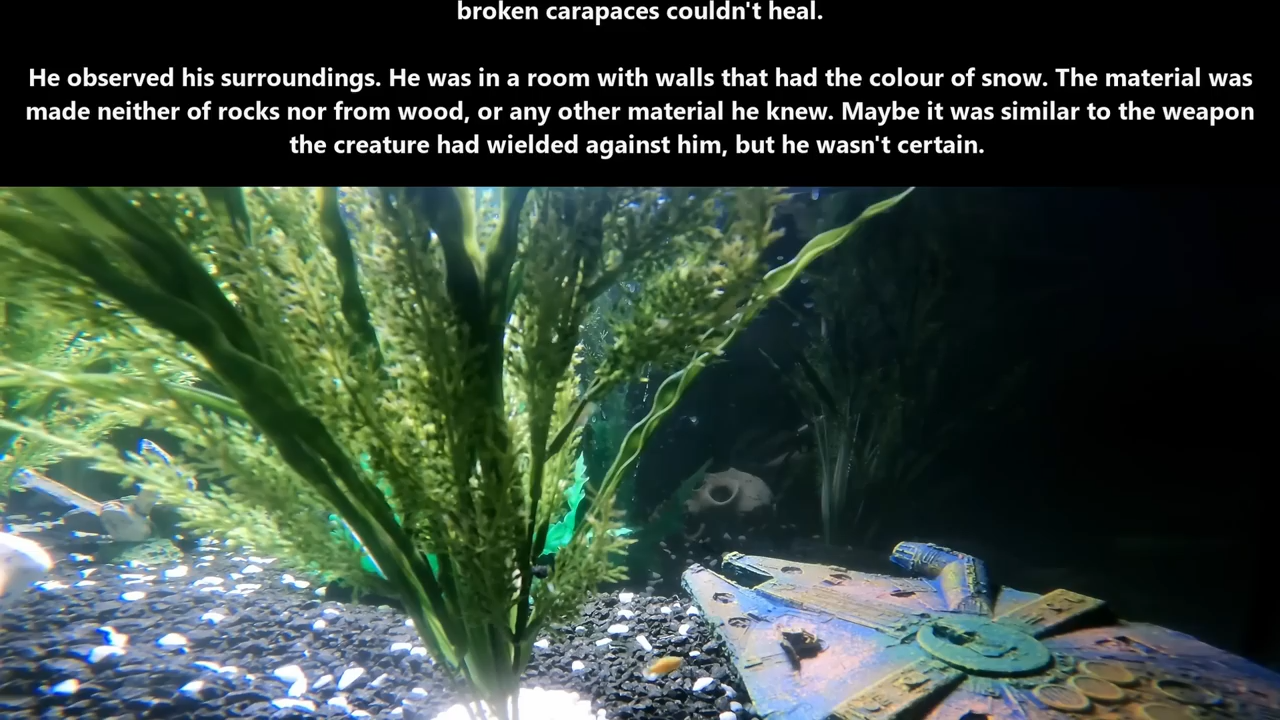 broken carapaces couldn't heal.
He observed his surroundings. He was in a room with walls that had the colour of snow. The material was
made neither of rocks nor from wood, or any other material he knew. Maybe it was similar to the weapon
the creature had wielded against him, but he wasn't certain.